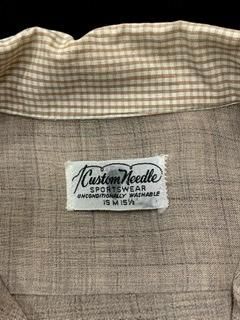 Custom Needle
SPORTSWEAR
UNCONDITIONALLY WASHABLE
15 M 15½